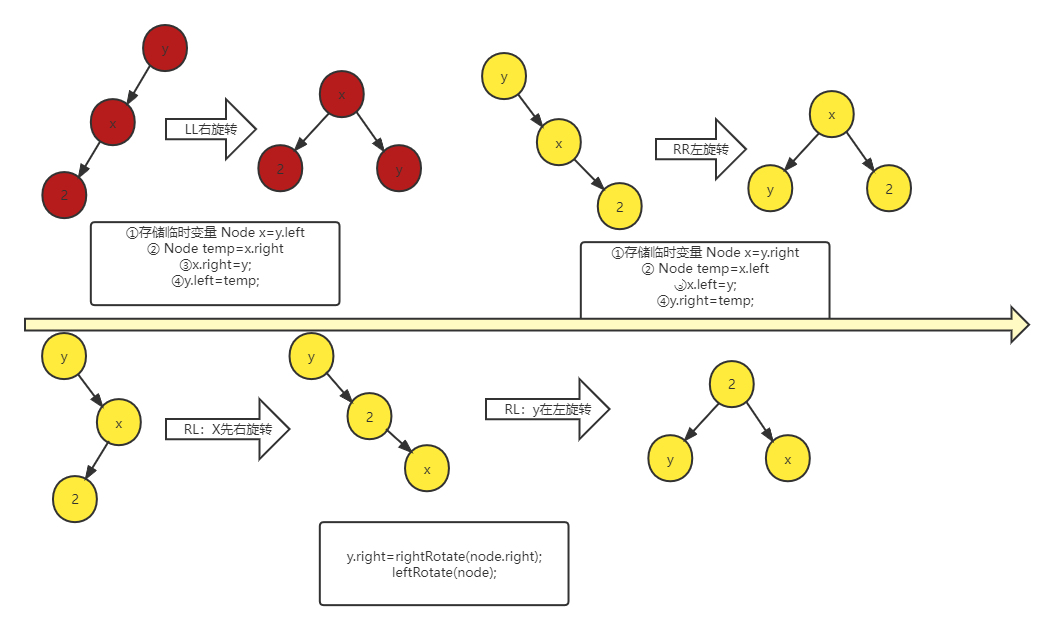 y
x
2
LL右旋转
x
2
y
y
x
2
RR左旋转
x
y
2
①存储临时变量 Node x=y.left
② Node temp=x.right
③x.right=y;
④y.left=temp;
①存储临时变量 Node x=y.right
② Node temp=x.left
③x.left=y;
④y.right=temp;
y
x
2
RL：X先右旋转
y
2
x
RL：y在左旋转
2
y
x
y.right=rightRotate(node.right);
leftRotate(node);